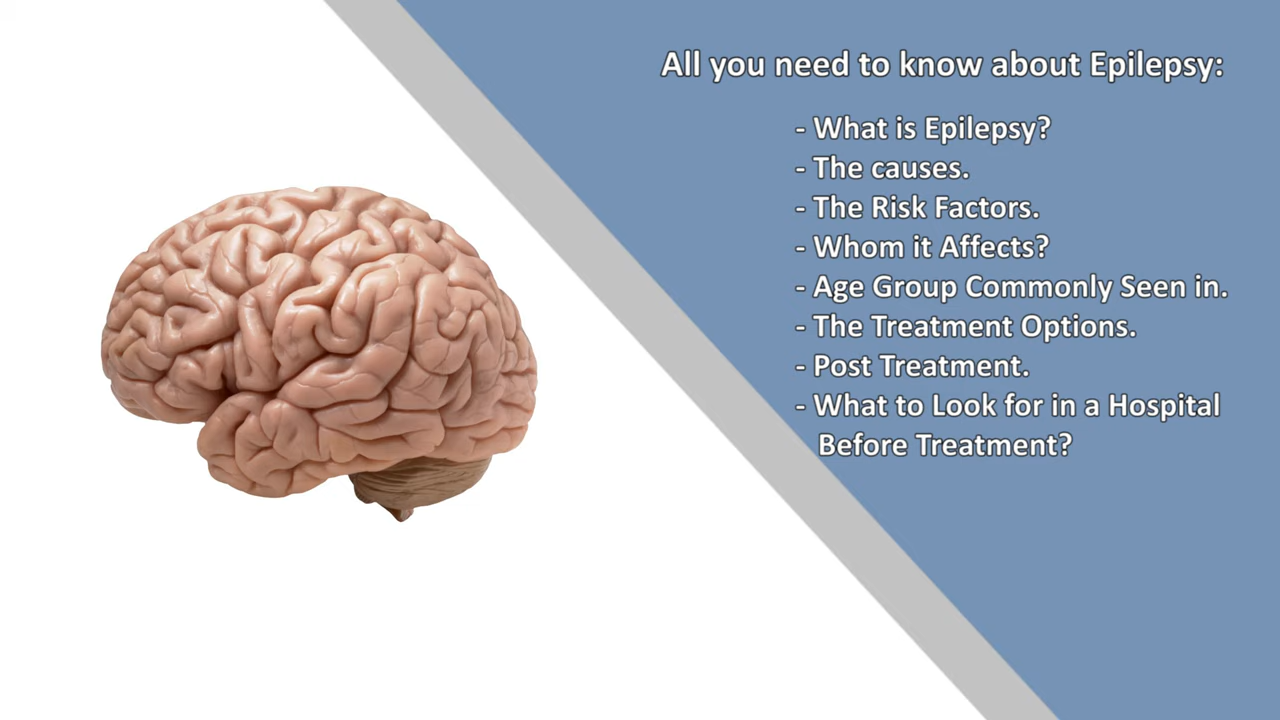 All you need to know about Epilepsy:
- What is Epilepsy?
- The causes.
- The Risk Factors.
- Whom it Affects?
- Age Group Commonly Seen in.
- The Treatment Options.
- Post Treatment.
- What to Look for in a Hospital
Before Treatment?